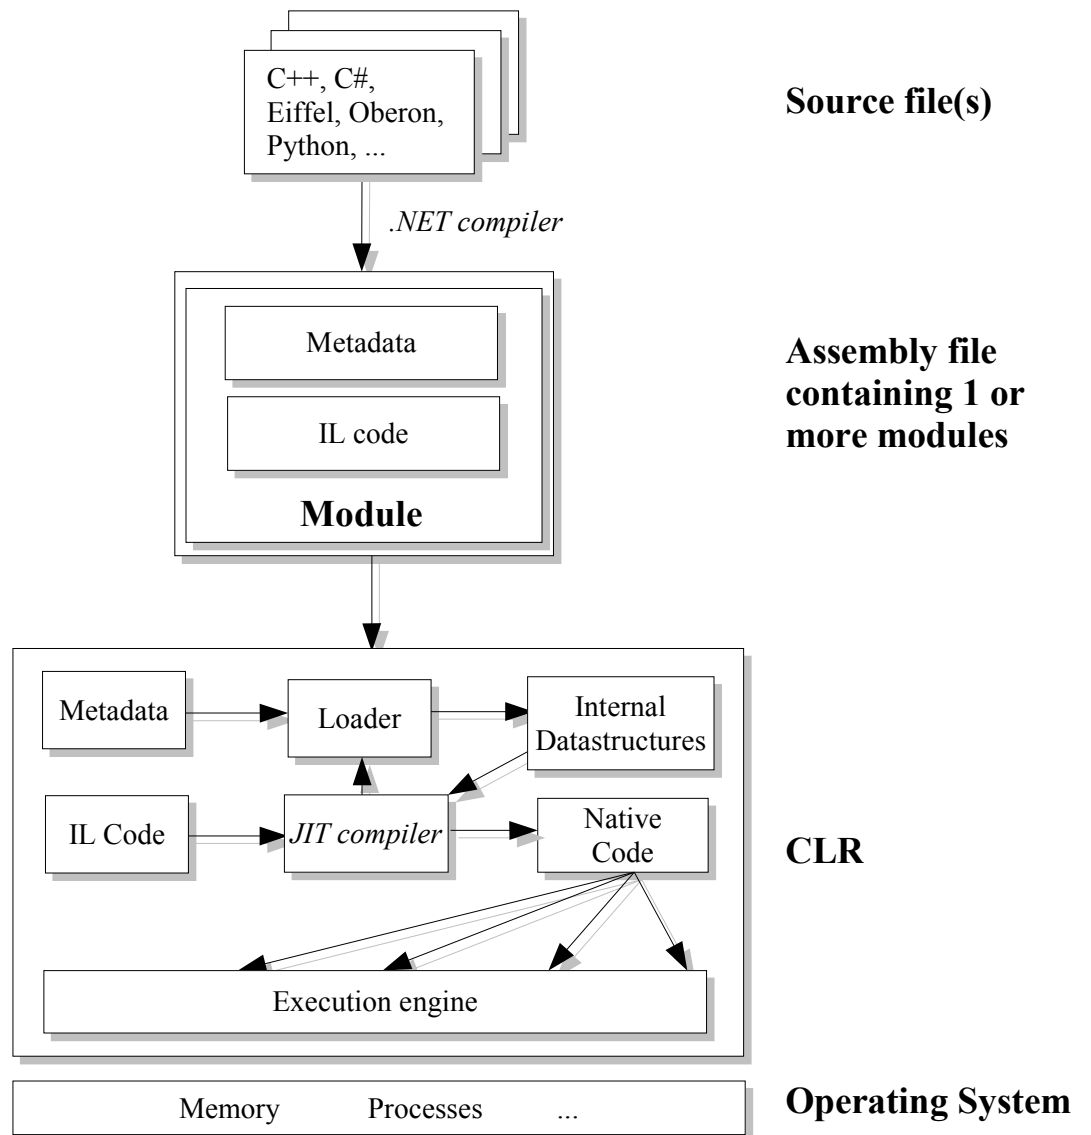 C++, C#,
Eiffel, Oberon,
Python, ...
Source file(s)
.NET compiler
Metadata
IL code
Module
Assembly file
containing 1 or
more modules
Metadata
Loader
Internal
Datastructures
IL Code
JIT compiler
Native
Code
CLR
Execution engine
Memory Processes ...
Operating System